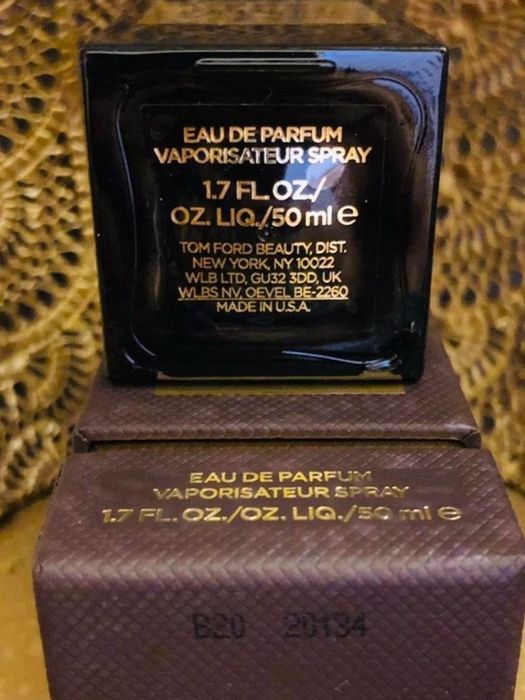 EAU DE PARFUM
VAPORISATEUR SPRAY
1.7 FL. OZ./
OZ. LIQ./50 ml e
TOM FORD BEAUTY, DIST.
NEW YORK, NY 10022
WLB LTD, GU32 3DD, UK
WLBS NV, OEVEL BE-2260
MADE IN U.S.A.
EAU DE PARFUM
VAPORISATEUR SPRAY
1.7 FL. OZ./OZ. LIQ./50 ml e
B20 20134